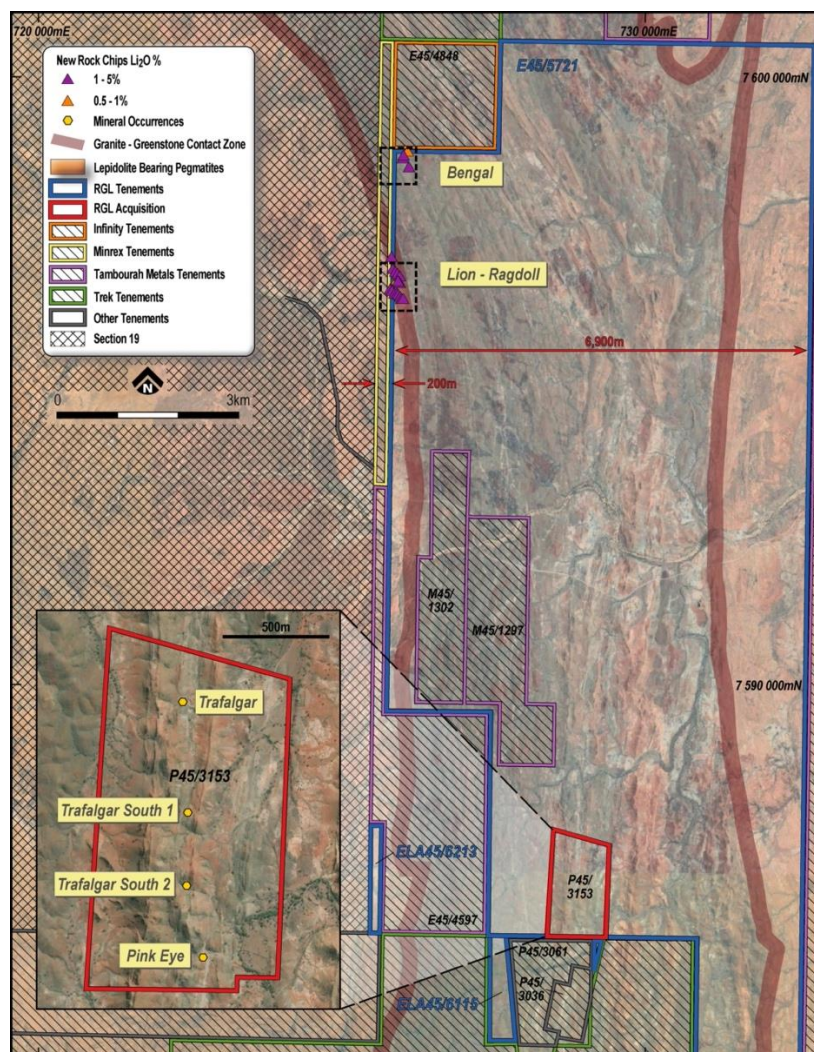 720 000mE
730 000mE
New Rock Chips Li2O %
1 - 5%
0.5 - 1%
Mineral Occurrences
Granite - Greenstone Contact Zone
Lepidolite Bearing Pegmatites
RGL Tenements
RGL Acquisition
Infinity Tenements
Minrex Tenements
Tambourah Metals Tenements
Trek Tenements
Other Tenements
Section 19
N
0
3km
E45/4848
E45/5721
7 600 000mN
Bengal
Lion - Ragdoll
6,900m
200m
M45/
1302
M45/1297
7 590 000mN
500m
Trafalgar
P45/3153
Trafalgar South 1
Trafalgar South 2
Pink Eye
ELA45/6213
E45/4597
P45/
3153
P45/3061
P45/
3036
ELA45/6115